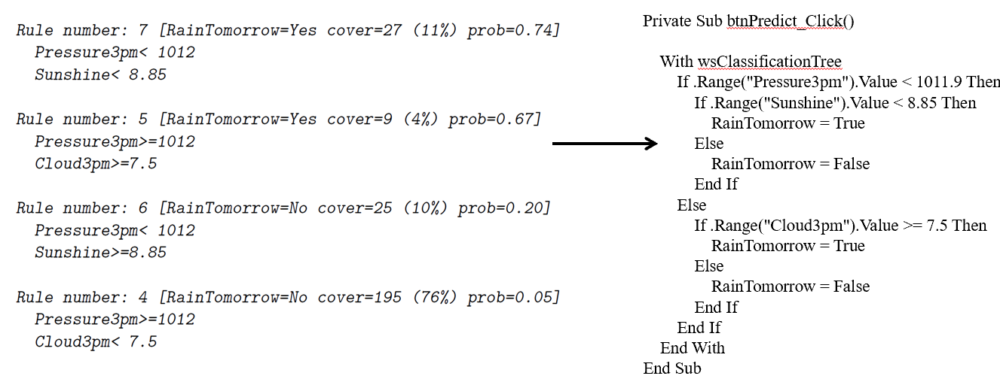 Rule number: 7 [RainTomorrow=Yes cover=27 (11%) prob=0.74]
Pressure3pm< 1012
Sunshine< 8.85
Rule number: 5 [RainTomorrow=Yes cover=9 (4%) prob=0.67]
Pressure3pm>=1012
Cloud3pm>=7.5
Rule number: 6 [RainTomorrow=No cover=25 (10%) prob=0.20]
Pressure3pm< 1012
Sunshine>=8.85
Rule number: 4 [RainTomorrow=No cover=195 (76%) prob=0.05]
Pressure3pm>=1012
Cloud3pm< 7.5
Private Sub btnPredict_Click()
With wsClassificationTree
If .Range("Pressure3pm").Value < 1011.9 Then
If .Range("Sunshine").Value < 8.85 Then
RainTomorrow = True
Else
RainTomorrow = False
End If
Else
If .Range("Cloud3pm").Value >= 7.5 Then
RainTomorrow = True
Else
RainTomorrow = False
End If
End If
End With
End Sub